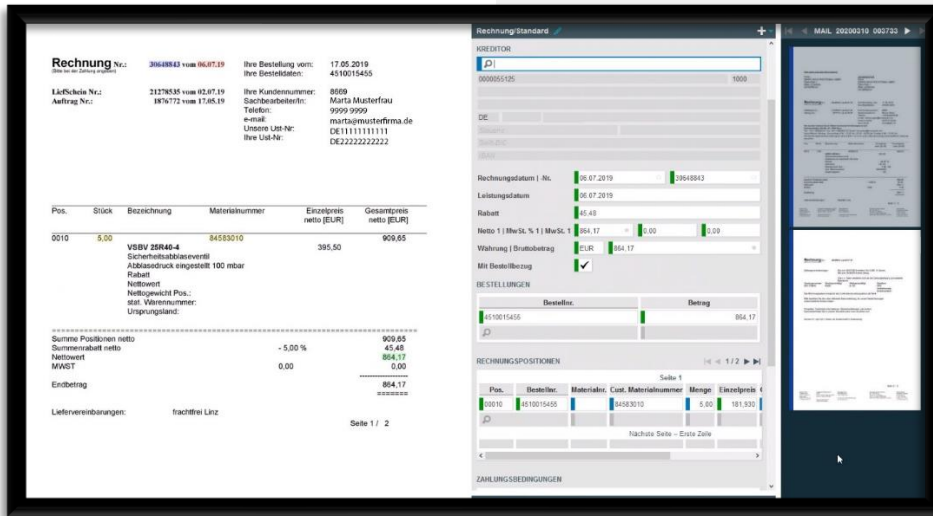 Rechnung Nr.: 30648843 vom 06.07.19
(Bitte bei der Zahlung angeben)
LiefSchein Nr.: 21278535 vom 02.07.19
Auftrag Nr.: 1876772 vom 17.05.19
Ihre Bestellung vom: 17.05.2019
Ihre Bestelldaten: 4510015455
Ihre Kundennummer: 8669
Sachbearbeiter/in: Marta Musterfrau
Telefon: 9999 9999
e-mail: marta@musterfirma.de
Unsere Ust-Nr: DE11111111111
Ihre Ust-Nr: DE22222222222
Pos. Stück Bezeichnung Materialnummer Einzelpreis netto [EUR] Gesamtpreis netto [EUR]
0010 5,00 84583010 909,65
VSBV 25R40-4 395,50
Sicherheitsabblaseventil
Abblasedruck eingestellt 100 mbar
Rabatt
Nettowert
Nettogewicht Pos.:
stat. Warennummer:
Ursprungsland:
Summe Positionen netto 909,65
Summenrabatt netto - 5,00 % 45,48
Nettowert 864,17
MWST 0,00 0,00
Endbetrag 864,17
Liefervereinbarungen: frachtfrei Linz
Seite 1 / 2
Rechnung/Standard
KREDITOR
0000055125 1000
DE
Rechnungsdatum | -Nr. 06.07.2019 30648843
Leistungsdatum 06.07.2019
Rabatt 45,48
Netto 1 | MwSt. % 1 | MwSt. 1 864,17 0,00 0,00
Währung | Bruttobetrag EUR 864,17
Mit Bestellbezug
BESTELLUNGEN
Bestellnr. Betrag
4510015455 864,17
RECHNUNGSPOSITIONEN 1 / 2
Seite 1
Pos. Bestellnr. Materialnr. Cust. Materialnummer Menge Einzelpreis
00010 4510015455 84583010 5,00 181,930
Nächste Seite – Erste Zeile
ZAHLUNGSBEDINGUNGEN
MAIL 20200310 003733